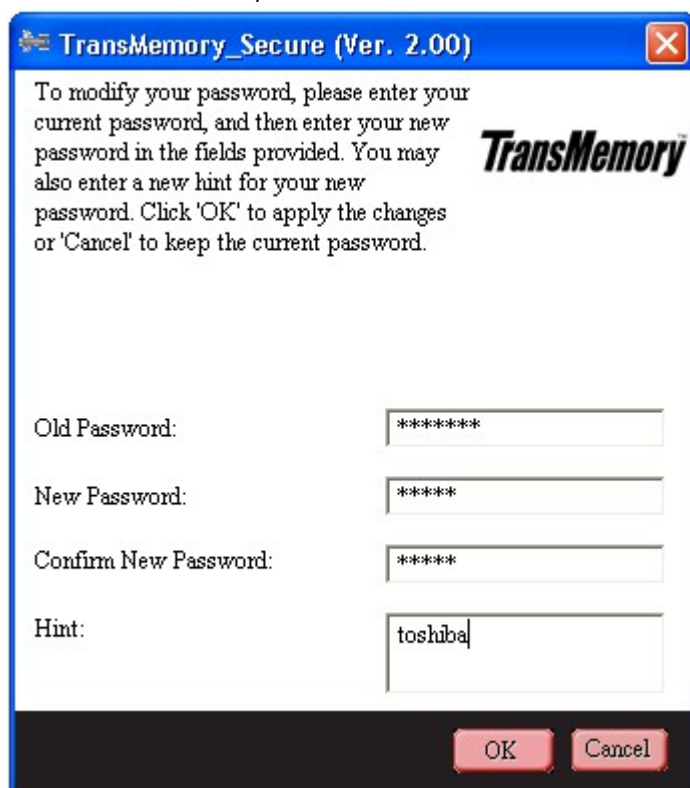 TransMemory_Secure (Ver. 2.00)
To modify your password, please enter your
current password, and then enter your new
password in the fields provided. You may
also enter a new hint for your new
password. Click 'OK' to apply the changes
or 'Cancel' to keep the current password.
TransMemory™
Old Password: *******
New Password: *****
Confirm New Password: *****
Hint: toshiba
OK Cancel